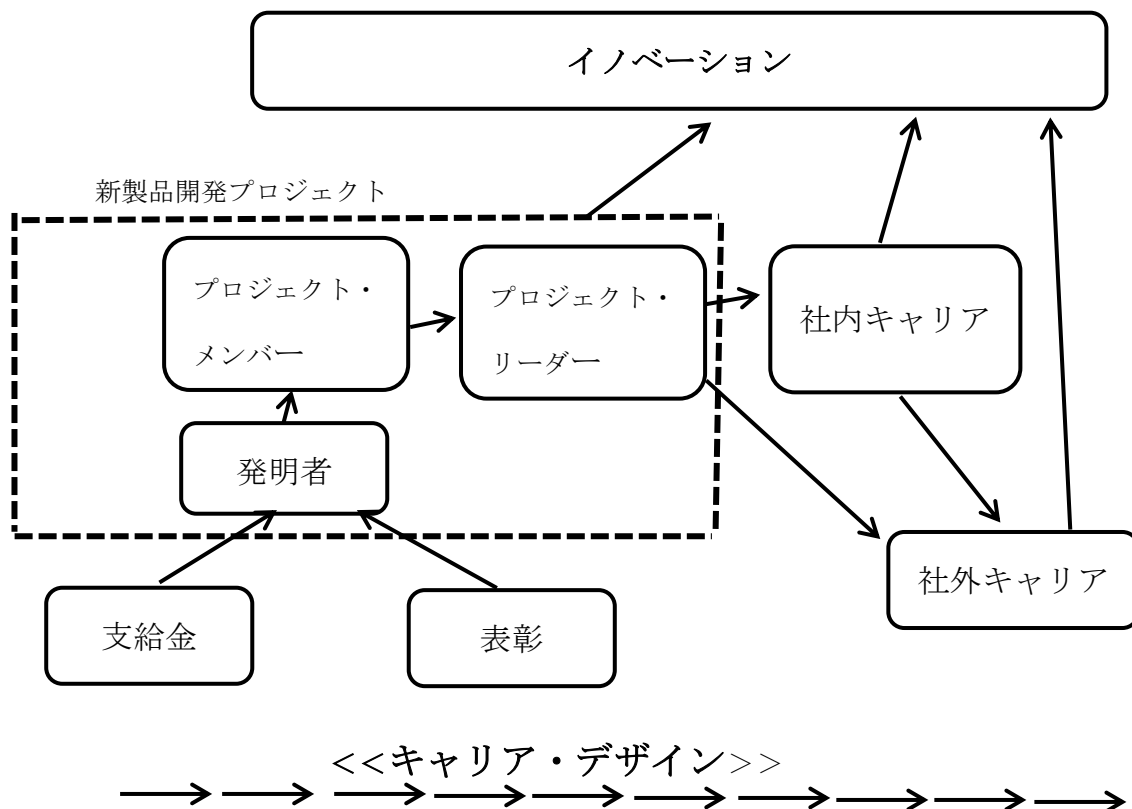 イノベーション
新製品開発プロジェクト
プロジェクト・
メンバー
プロジェクト・
リーダー
社内キャリア
発明者
社外キャリア
支給金
表彰
<<キャリア・デザイン>>